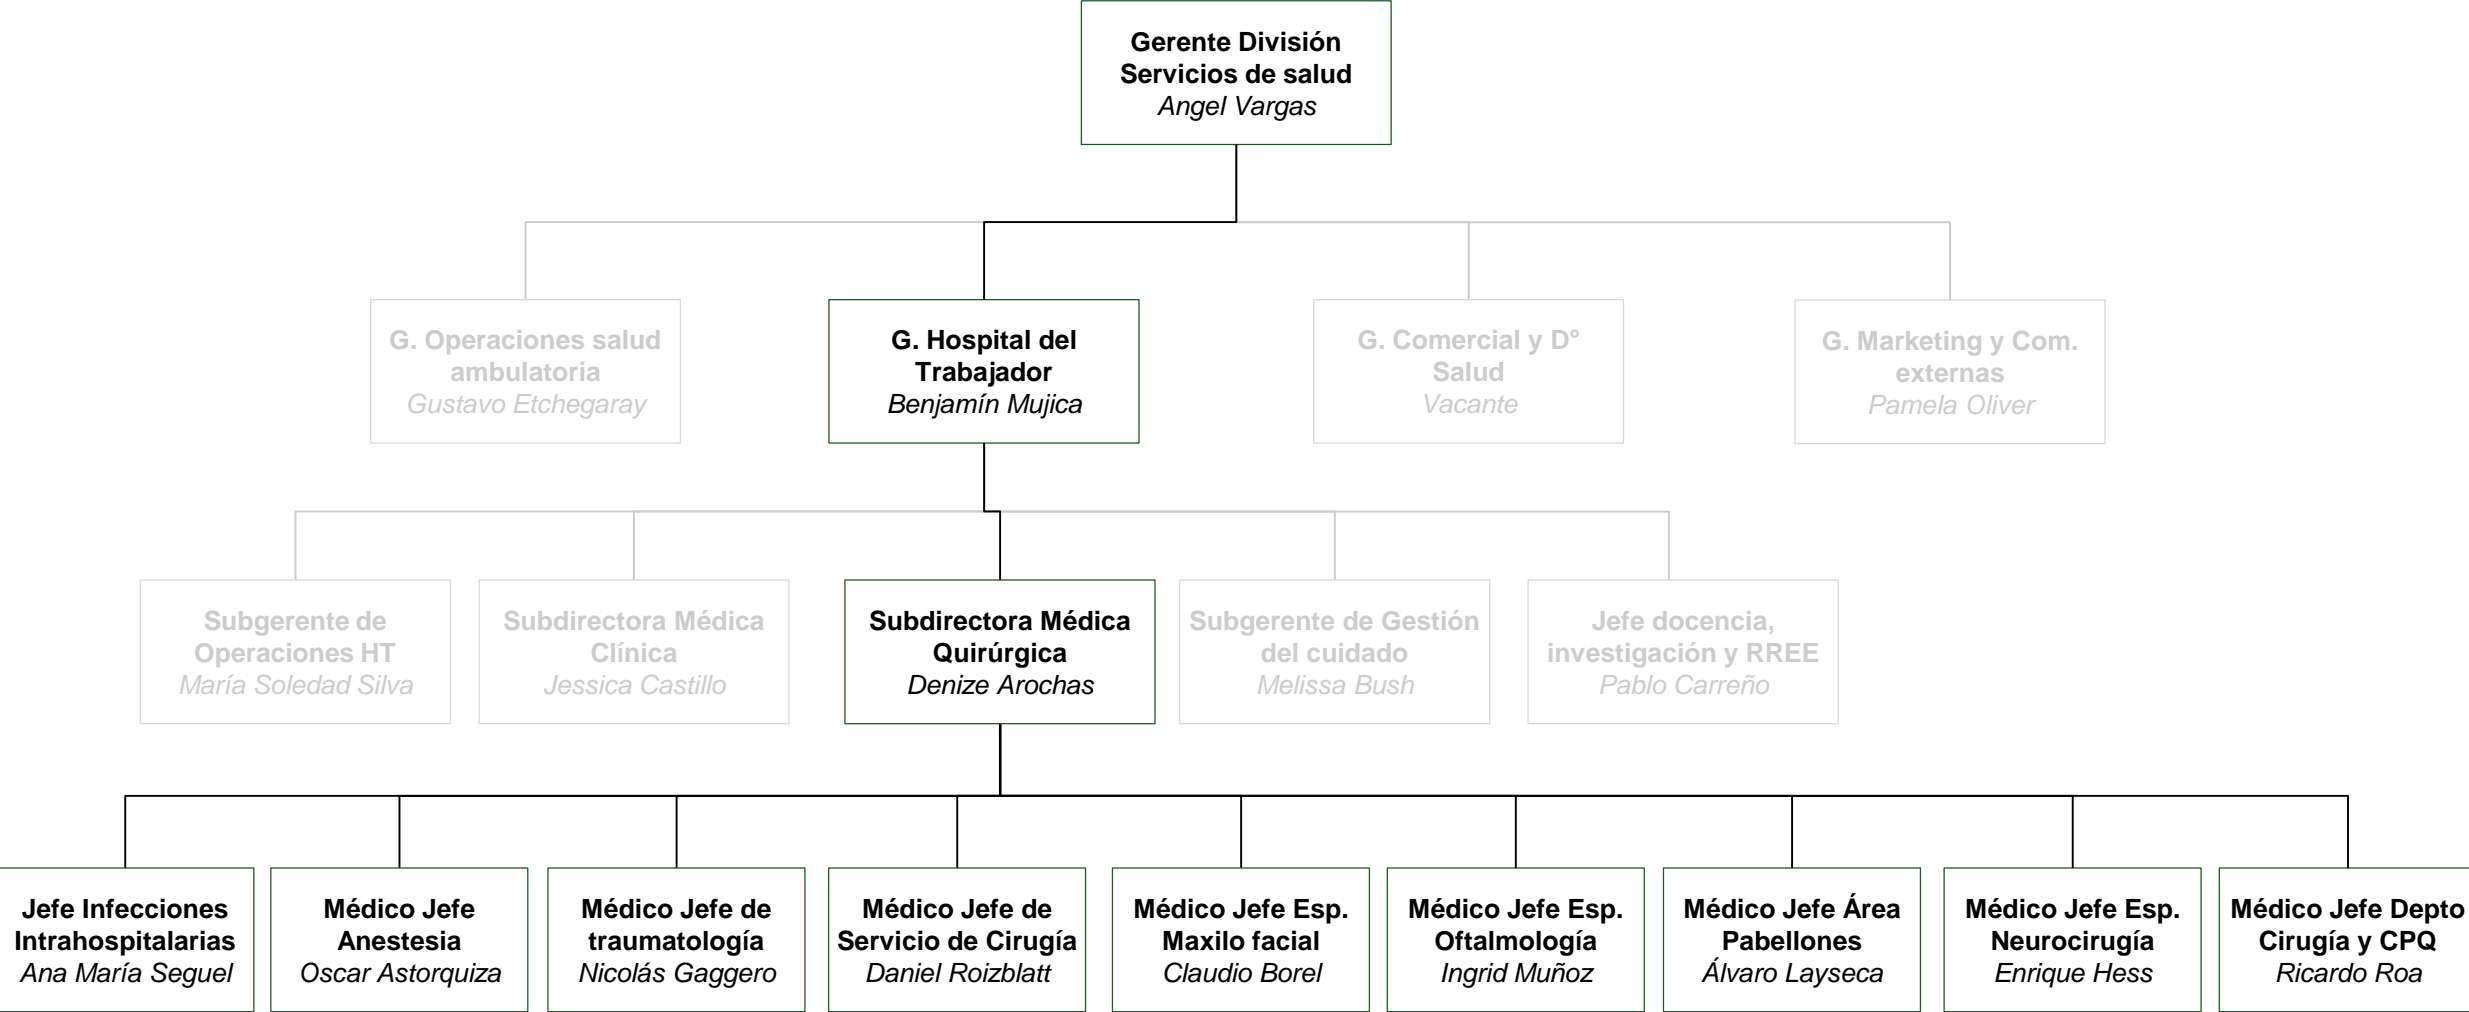 Gerente División
Servicios de salud
Angel Vargas
G. Operaciones salud
ambulatoria
Gustavo Etchegaray
G. Hospital del
Trabajador
Benjamín Mujica
G. Comercial y D°
Salud
Vacante
G. Marketing y Com.
externas
Pamela Oliver
Subgerente de
Operaciones HT
María Soledad Silva
Subdirectora Médica
Clínica
Jessica Castillo
Subdirectora Médica
Quirúrgica
Denize Arochas
Subgerente de Gestión
del cuidado
Melissa Bush
Jefe docencia,
investigación y RREE
Pablo Carreño
Jefe Infecciones
Intrahospitalarias
Ana María Seguel
Médico Jefe
Anestesia
Oscar Astorquiza
Médico Jefe de
traumatología
Nicolás Gaggero
Médico Jefe de
Servicio de Cirugía
Daniel Roizblatt
Médico Jefe Esp.
Maxilo facial
Claudio Borel
Médico Jefe Esp.
Oftalmología
Ingrid Muñoz
Médico Jefe Área
Pabellones
Álvaro Layseca
Médico Jefe Esp.
Neurocirugía
Enrique Hess
Médico Jefe Depto
Cirugía y CPQ
Ricardo Roa